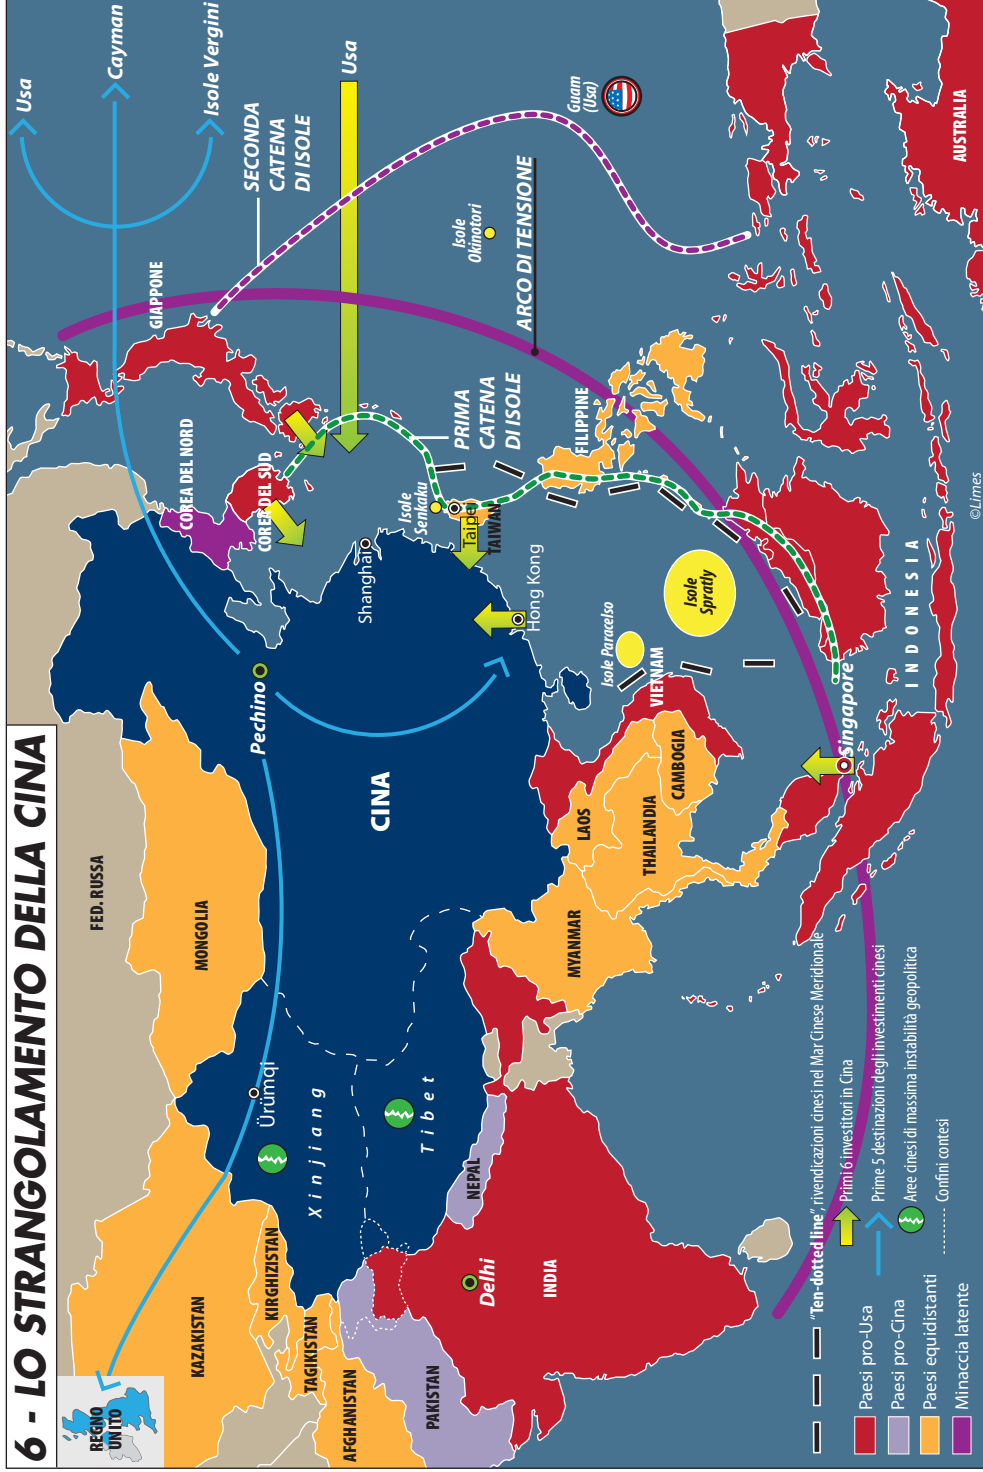 6 - LO STRANGOLAMENTO DELLA CINA
REGNO
UNITO
FED. RUSSA
KAZAKISTAN
MONGOLIA
KIRGHIZISTAN
TAGIKISTAN
AFGHANISTAN
PAKISTAN
Ürümqi
Xinjiang
Tibet
NEPAL
Delhi
INDIA
CINA
Pechino
Shanghai
Hong Kong
COREA DEL NORD
COREA DEL SUD
GIAPPONE
Usa
Cayman
Isole Vergini
Usa
SECONDA
CATENA
DI ISOLE
PRIMA
CATENA
DI ISOLE
ARCO DI TENSIONE
Isole
Okinotori
Guam
(Usa)
Isole
Senkaku
Taipei
TAIWAN
FILIPPINE
Isole Paracelso
Isole
Spratly
VIETNAM
LAOS
CAMBOGIA
THAILANDIA
MYANMAR
Singapore
INDONESIA
AUSTRALIA
"Ten-dotted line", rivendicazioni cinesi nel Mar Cinese Meridionale
Paesi pro-Usa
Paesi pro-Cina
Paesi equidistanti
Minaccia latente
Primi 6 investitori in Cina
Prime 5 destinazioni degli investimenti cinesi
Aree cinesi di massima instabilità geopolitica
Confini contesi
©Limes